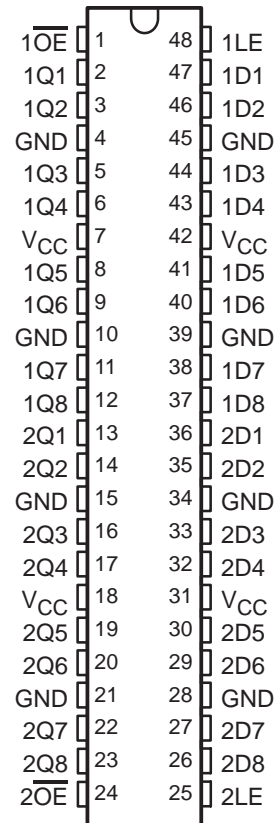 1O̅E̅ 1 48 1LE
1Q1 2 47 1D1
1Q2 3 46 1D2
GND 4 45 GND
1Q3 5 44 1D3
1Q4 6 43 1D4
VCC 7 42 VCC
1Q5 8 41 1D5
1Q6 9 40 1D6
GND 10 39 GND
1Q7 11 38 1D7
1Q8 12 37 1D8
2Q1 13 36 2D1
2Q2 14 35 2D2
GND 15 34 GND
2Q3 16 33 2D3
2Q4 17 32 2D4
VCC 18 31 VCC
2Q5 19 30 2D5
2Q6 20 29 2D6
GND 21 28 GND
2Q7 22 27 2D7
2Q8 23 26 2D8
2O̅E̅ 24 25 2LE